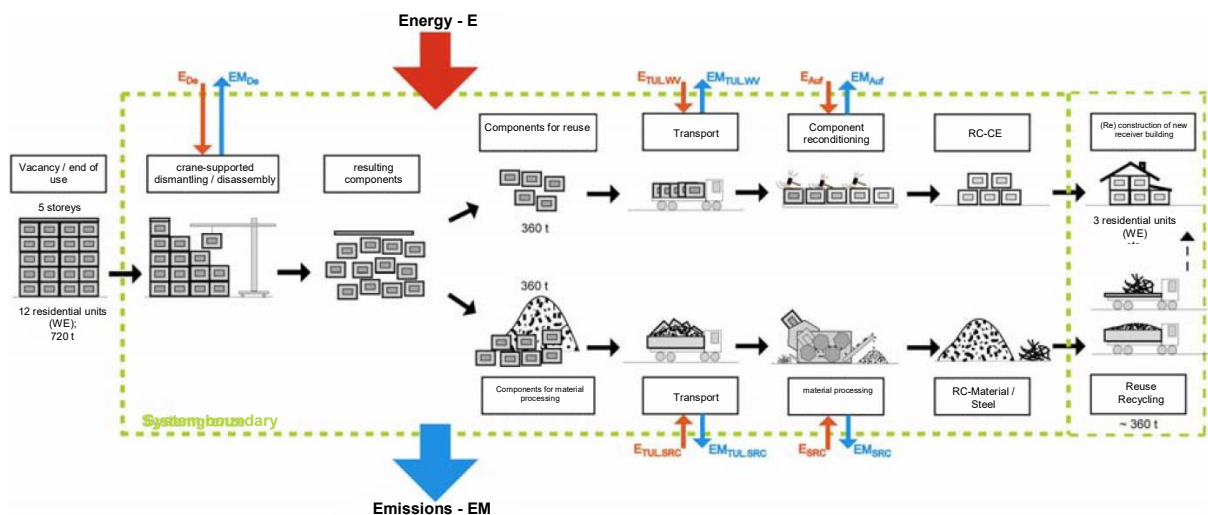 Energy - E
E_De
EM_De
E_TUL.WV
EM_TUL.WV
E_Auf
EM_Auf
Components for reuse
Transport
Component
reconditioning
RC-CE
(Re) construction of new
receiver building
Vacancy / end of
use
crane-supported
dismantling / disassembly
resulting
components
5 storeys
360 t
3 residential units
(WE)
12 residential units
(WE);
720 t
360 t
Components for material
processing
Transport
material processing
RC-Material /
Steel
Reuse
Recycling
~ 360 t
System boundary
E_TUL.SRC
EM_TUL.SRC
E_SRC
EM_SRC
Emissions - EM